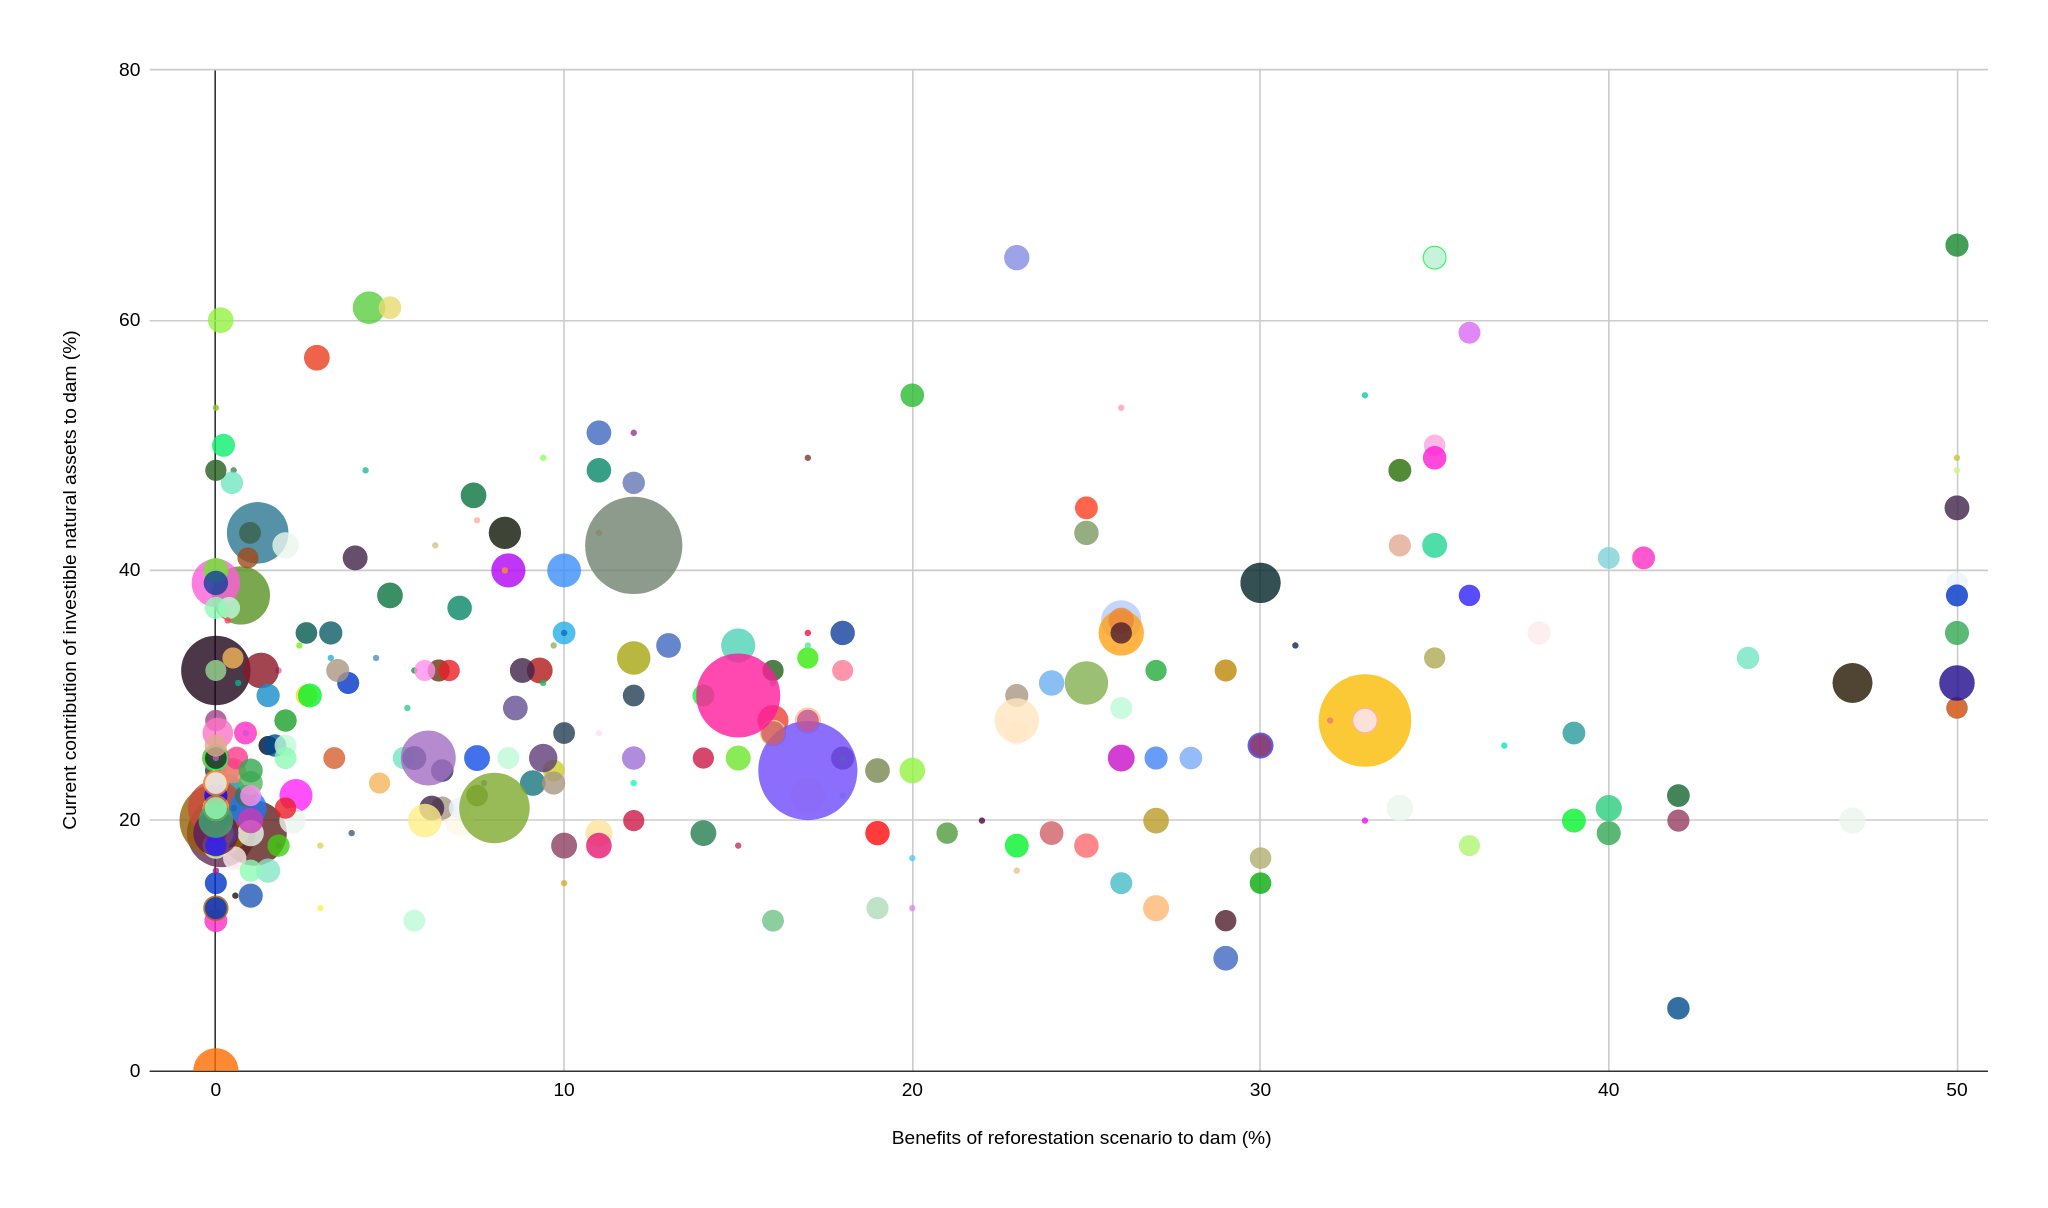 80
60
40
20
0
0 10 20 30 40 50
Current contribution of investible natural assets to dam (%)
Benefits of reforestation scenario to dam (%)